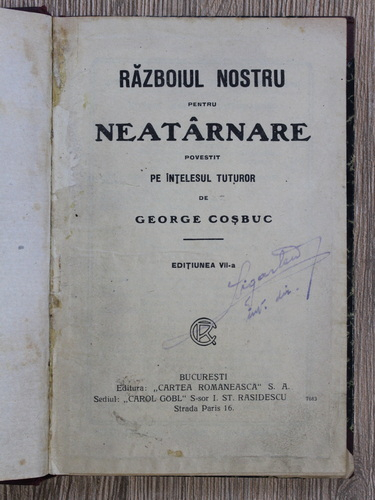 RĂZBOIUL NOSTRU
PENTRU
NEATÂRNARE
POVESTIT
PE ÎNȚELESUL TUTUROR
DE
GEORGE COȘBUC
EDIȚIUNEA VII-a
BUCUREȘTI
Editura: „CARTEA ROMANEASCA" S. A.
Sediul: „CAROL GÖBL" S-sor I. ST. RASIDESCU
Strada Paris 16.